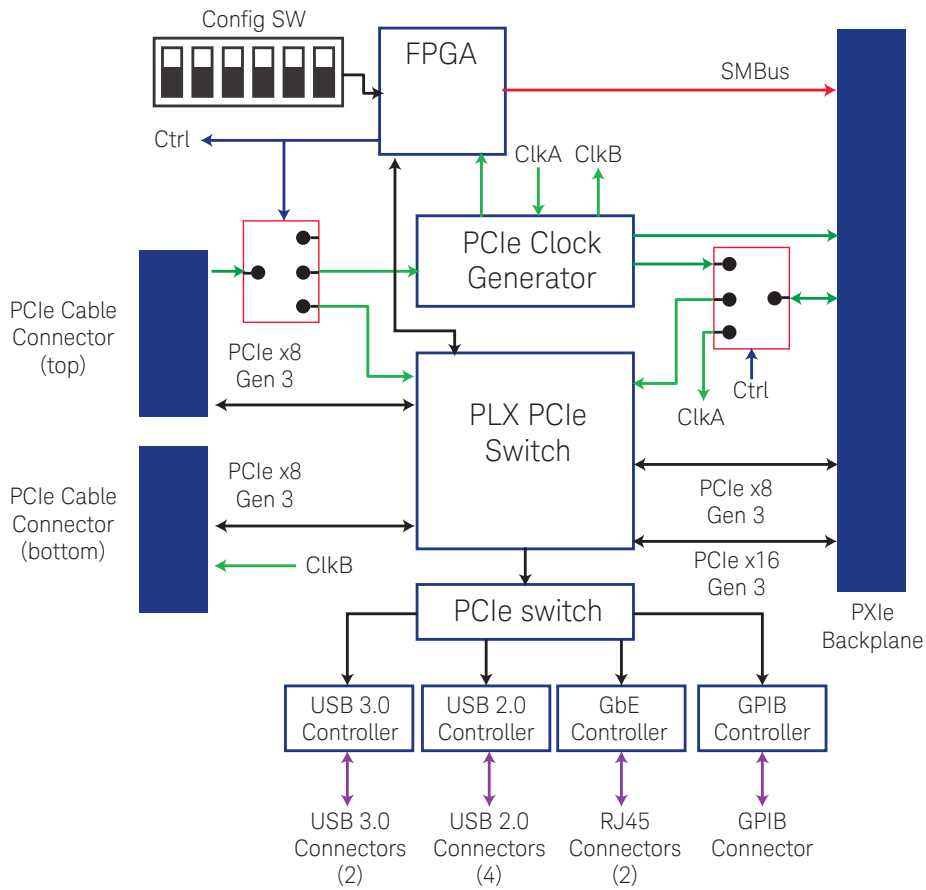 Config SW
FPGA
SMBus
Ctrl
ClkA
ClkB
PCIe Clock
Generator
PCIe Cable
Connector
(top)
PCIe x8
Gen 3
Ctrl
ClkA
PLX PCIe
Switch
PCIe Cable
Connector
(bottom)
PCIe x8
Gen 3
ClkB
PCIe x8
Gen 3
PCIe x16
Gen 3
PXIe
Backplane
PCIe switch
USB 3.0
Controller
USB 2.0
Controller
GbE
Controller
GPIB
Controller
USB 3.0
Connectors
(2)
USB 2.0
Connectors
(4)
RJ45
Connectors
(2)
GPIB
Connector